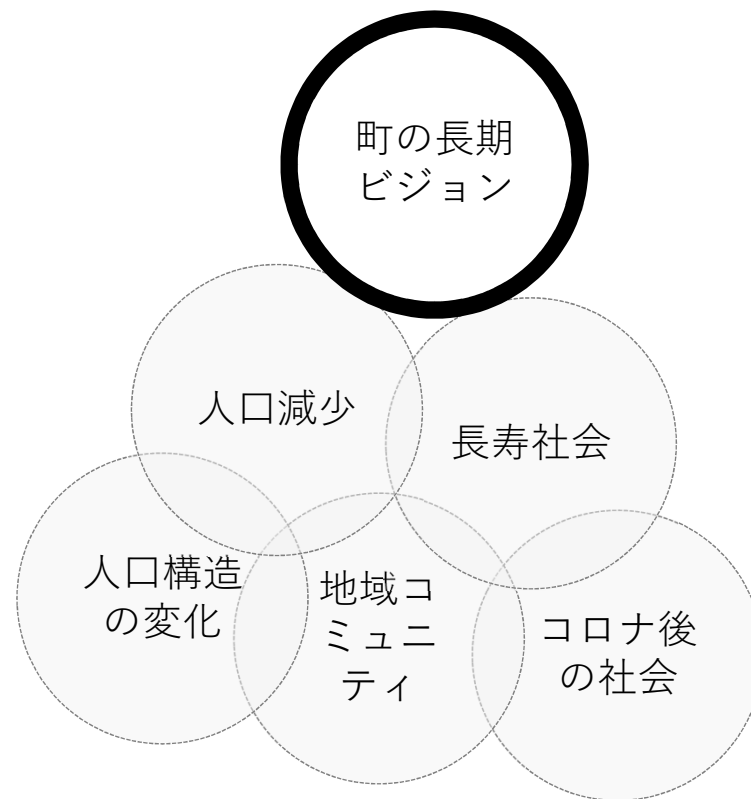 町の長期
ビジョン
人口減少
長寿社会
人口構造
の変化
地域コ
ミュニ
ティ
コロナ後
の社会